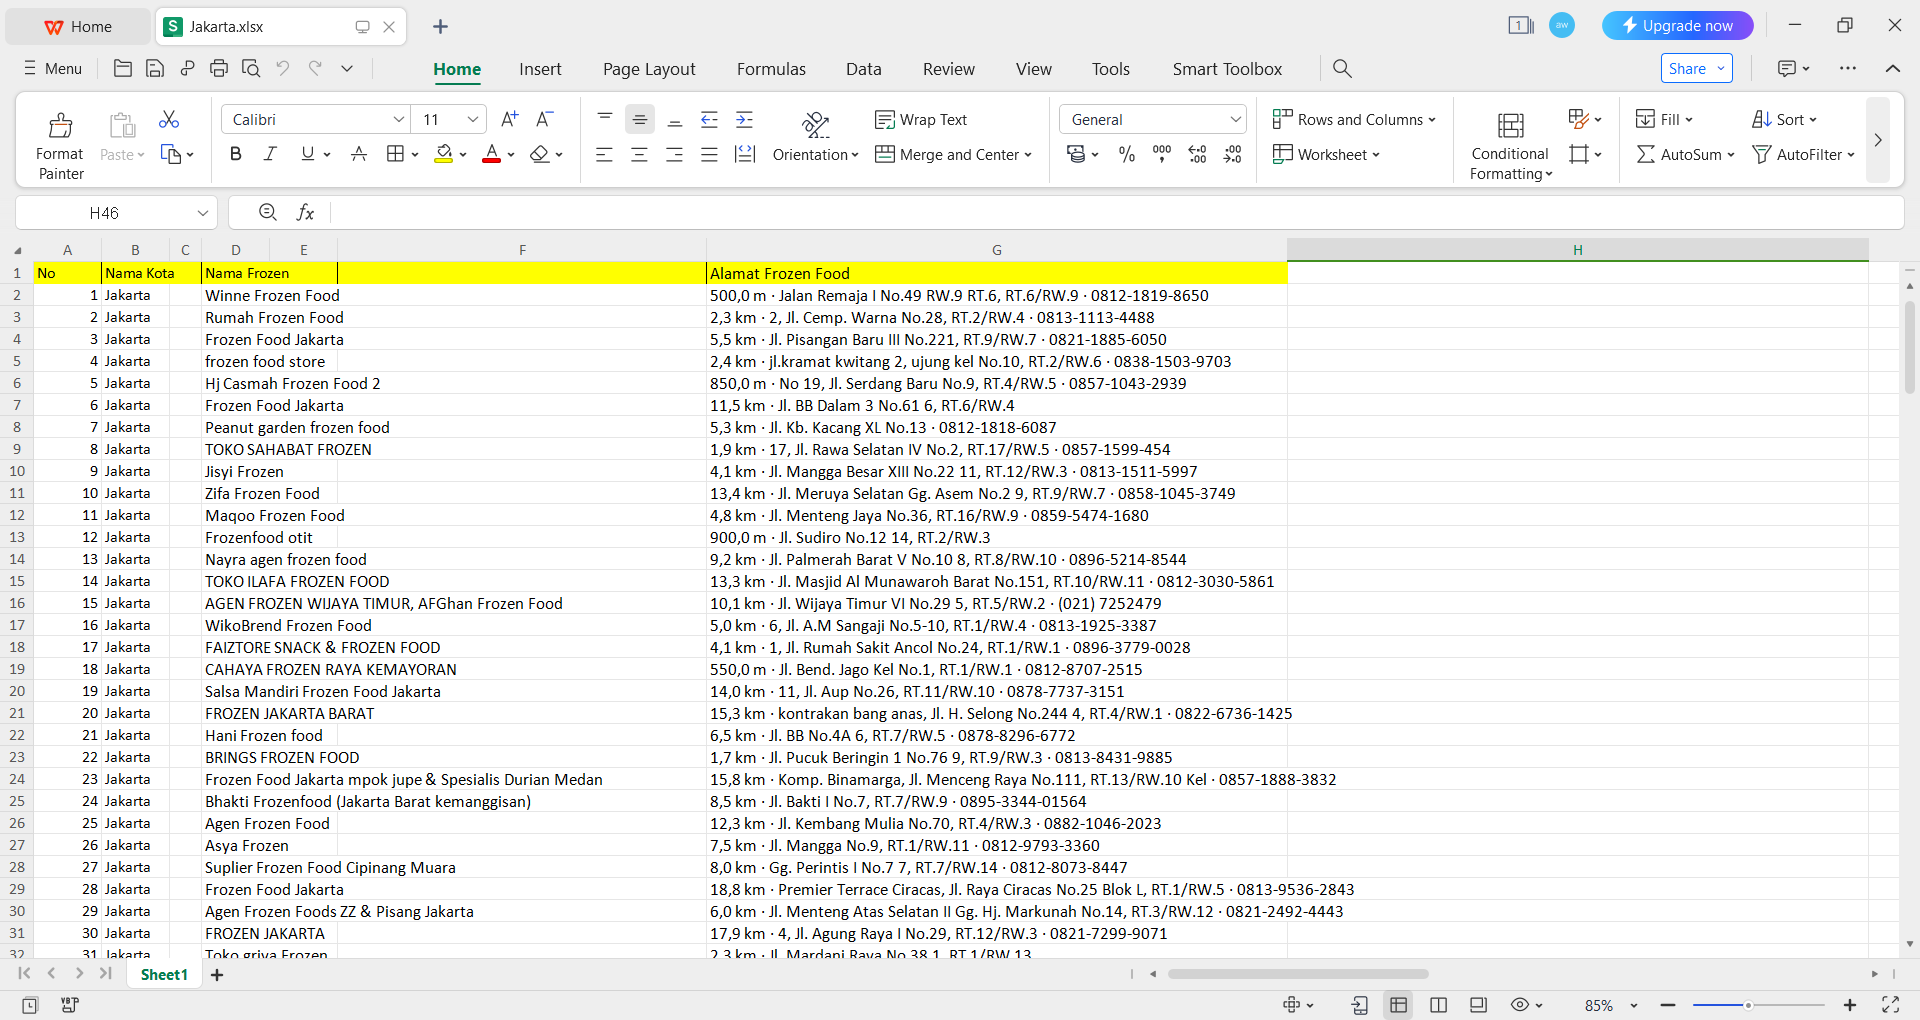 Home
Jakarta.xlsx
1
aw
Upgrade now
Menu
Home Insert Page Layout Formulas Data Review View Tools Smart Toolbox
Share
Format Painter
Paste
Calibri 11
Orientation
Wrap Text
Merge and Center
General
Rows and Columns
Worksheet
Conditional Formatting
Fill
Sort
AutoSum
AutoFilter
H46
fx
A B C D E F G H
1 No Nama Kota Nama Frozen Alamat Frozen Food
2 1 Jakarta Winne Frozen Food 500,0 m · Jalan Remaja I No.49 RW.9 RT.6, RT.6/RW.9 · 0812-1819-8650
3 2 Jakarta Rumah Frozen Food 2,3 km · 2, Jl. Cemp. Warna No.28, RT.2/RW.4 · 0813-1113-4488
4 3 Jakarta Frozen Food Jakarta 5,5 km · Jl. Pisangan Baru III No.221, RT.9/RW.7 · 0821-1885-6050
5 4 Jakarta frozen food store 2,4 km · jl.kramat kwitang 2, ujung kel No.10, RT.2/RW.6 · 0838-1503-9703
6 5 Jakarta Hj Casmah Frozen Food 2 850,0 m · No 19, Jl. Serdang Baru No.9, RT.4/RW.5 · 0857-1043-2939
7 6 Jakarta Frozen Food Jakarta 11,5 km · Jl. BB Dalam 3 No.61 6, RT.6/RW.4
8 7 Jakarta Peanut garden frozen food 5,3 km · Jl. Kb. Kacang XL No.13 · 0812-1818-6087
9 8 Jakarta TOKO SAHABAT FROZEN 1,9 km · 17, Jl. Rawa Selatan IV No.2, RT.17/RW.5 · 0857-1599-454
10 9 Jakarta Jisyi Frozen 4,1 km · Jl. Mangga Besar XIII No.22 11, RT.12/RW.3 · 0813-1511-5997
11 10 Jakarta Zifa Frozen Food 13,4 km · Jl. Meruya Selatan Gg. Asem No.2 9, RT.9/RW.7 · 0858-1045-3749
12 11 Jakarta Maqoo Frozen Food 4,8 km · Jl. Menteng Jaya No.36, RT.16/RW.9 · 0859-5474-1680
13 12 Jakarta Frozenfood otit 900,0 m · Jl. Sudiro No.12 14, RT.2/RW.3
14 13 Jakarta Nayra agen frozen food 9,2 km · Jl. Palmerah Barat V No.10 8, RT.8/RW.10 · 0896-5214-8544
15 14 Jakarta TOKO ILAFA FROZEN FOOD 13,3 km · Jl. Masjid Al Munawaroh Barat No.151, RT.10/RW.11 · 0812-3030-5861
16 15 Jakarta AGEN FROZEN WIJAYA TIMUR, AFGhan Frozen Food 10,1 km · Jl. Wijaya Timur VI No.29 5, RT.5/RW.2 · (021) 7252479
17 16 Jakarta WikoBrend Frozen Food 5,0 km · 6, Jl. A.M Sangaji No.5-10, RT.1/RW.4 · 0813-1925-3387
18 17 Jakarta FAIZTORE SNACK & FROZEN FOOD 4,1 km · 1, Jl. Rumah Sakit Ancol No.24, RT.1/RW.1 · 0896-3779-0028
19 18 Jakarta CAHAYA FROZEN RAYA KEMAYORAN 550,0 m · Jl. Bend. Jago Kel No.1, RT.1/RW.1 · 0812-8707-2515
20 19 Jakarta Salsa Mandiri Frozen Food Jakarta 14,0 km · 11, Jl. Aup No.26, RT.11/RW.10 · 0878-7737-3151
21 20 Jakarta FROZEN JAKARTA BARAT 15,3 km · kontrakan bang anas, Jl. H. Selong No.244 4, RT.4/RW.1 · 0822-6736-1425
22 21 Jakarta Hani Frozen food 6,5 km · Jl. BB No.4A 6, RT.7/RW.5 · 0878-8296-6772
23 22 Jakarta BRINGS FROZEN FOOD 1,7 km · Jl. Pucuk Beringin 1 No.76 9, RT.9/RW.3 · 0813-8431-9885
24 23 Jakarta Frozen Food Jakarta mpok jupe & Spesialis Durian Medan 15,8 km · Komp. Binamarga, Jl. Menceng Raya No.111, RT.13/RW.10 Kel · 0857-1888-3832
25 24 Jakarta Bhakti Frozenfood (Jakarta Barat kemanggisan) 8,5 km · Jl. Bakti I No.7, RT.7/RW.9 · 0895-3344-01564
26 25 Jakarta Agen Frozen Food 12,3 km · Jl. Kembang Mulia No.70, RT.4/RW.3 · 0882-1046-2023
27 26 Jakarta Asya Frozen 7,5 km · Jl. Mangga No.9, RT.1/RW.11 · 0812-9793-3360
28 27 Jakarta Suplier Frozen Food Cipinang Muara 8,0 km · Gg. Perintis I No.7 7, RT.7/RW.14 · 0812-8073-8447
29 28 Jakarta Frozen Food Jakarta 18,8 km · Premier Terrace Ciracas, Jl. Raya Ciracas No.25 Blok L, RT.1/RW.5 · 0813-9536-2843
30 29 Jakarta Agen Frozen Foods ZZ & Pisang Jakarta 6,0 km · Jl. Menteng Atas Selatan II Gg. Hj. Markunah No.14, RT.3/RW.12 · 0821-2492-4443
31 30 Jakarta FROZEN JAKARTA 17,9 km · 4, Jl. Agung Raya I No.29, RT.12/RW.3 · 0821-7299-9071
32 31 Jakarta Toko griya Frozen 2,3 km · Jl. Mardani Raya No.38 1, RT.1/RW.13
Sheet1
85%